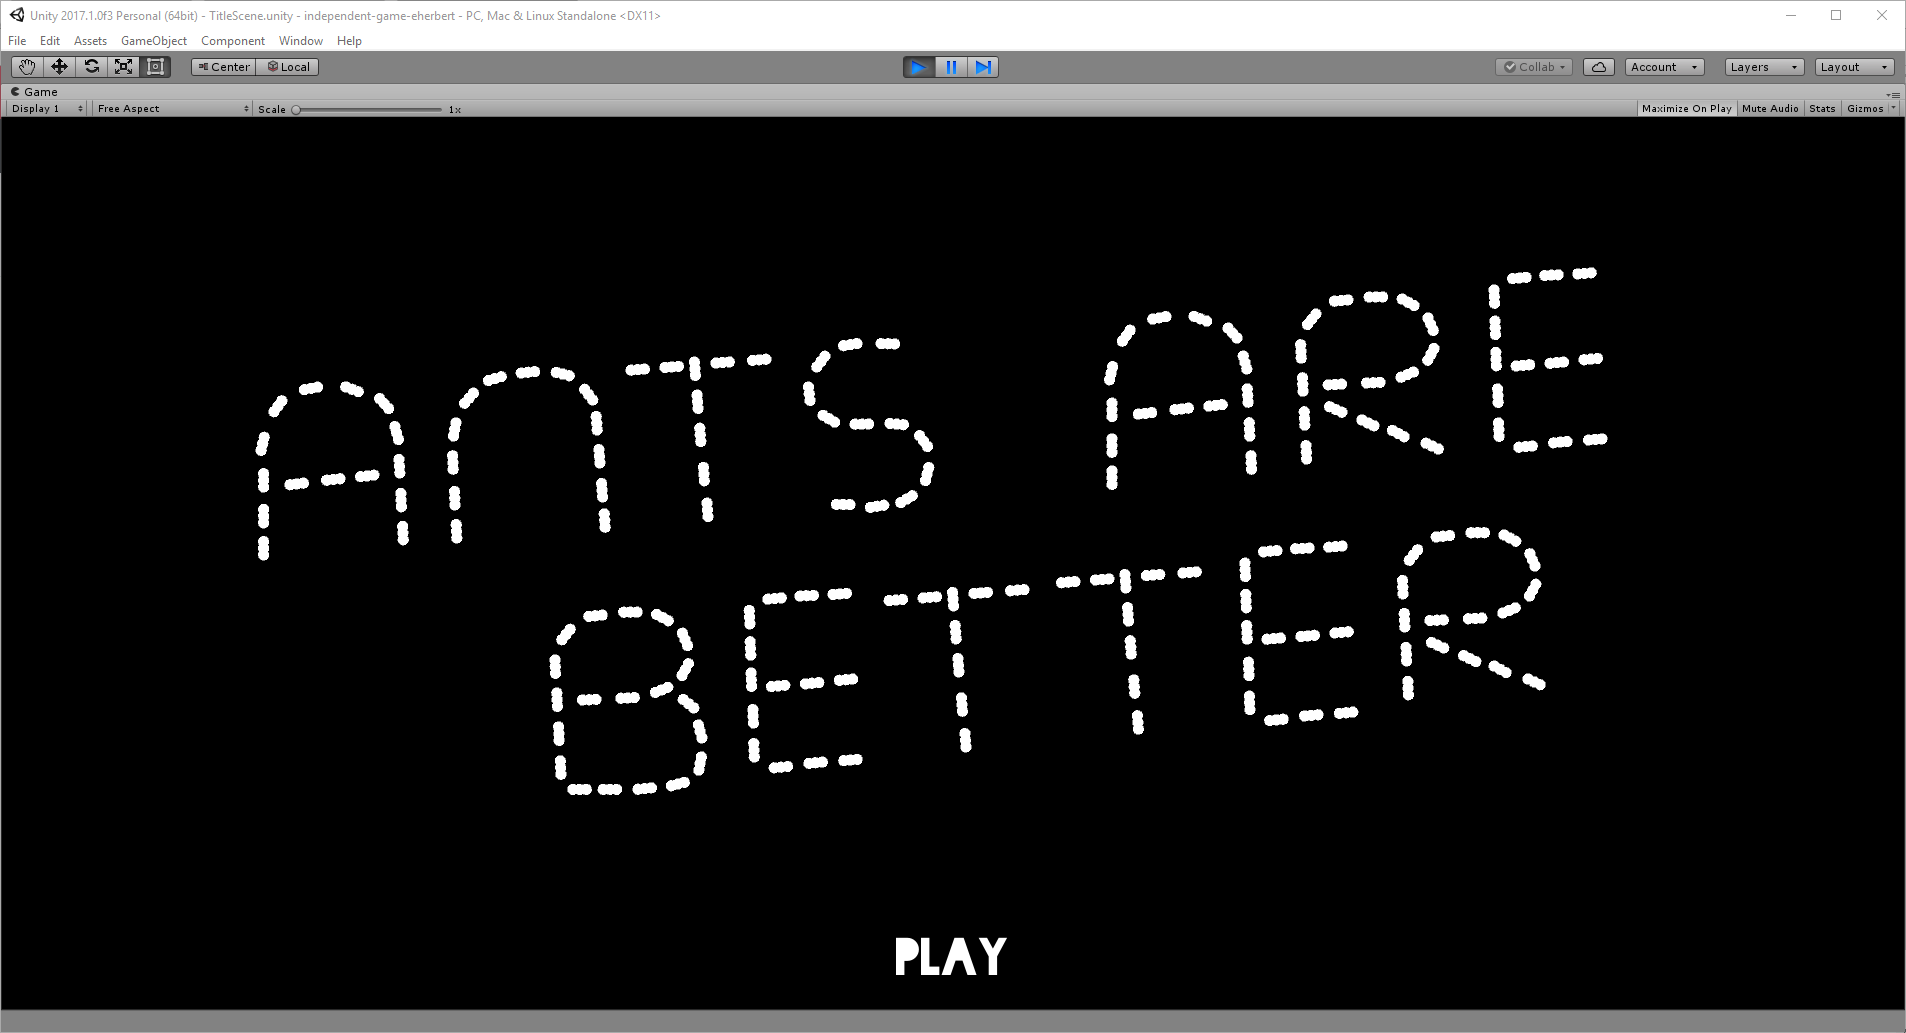 Unity 2017.1.0f3 Personal (64bit) - TitleScene.unity - independent-game-eherbert - PC, Mac & Linux Standalone <DX11>
File Edit Assets GameObject Component Window Help
Center Local Collab Account Layers Layout
Game
Display 1 Free Aspect Scale 1x Maximize On Play Mute Audio Stats Gizmos
ANTS ARE
BETTER
PLAY